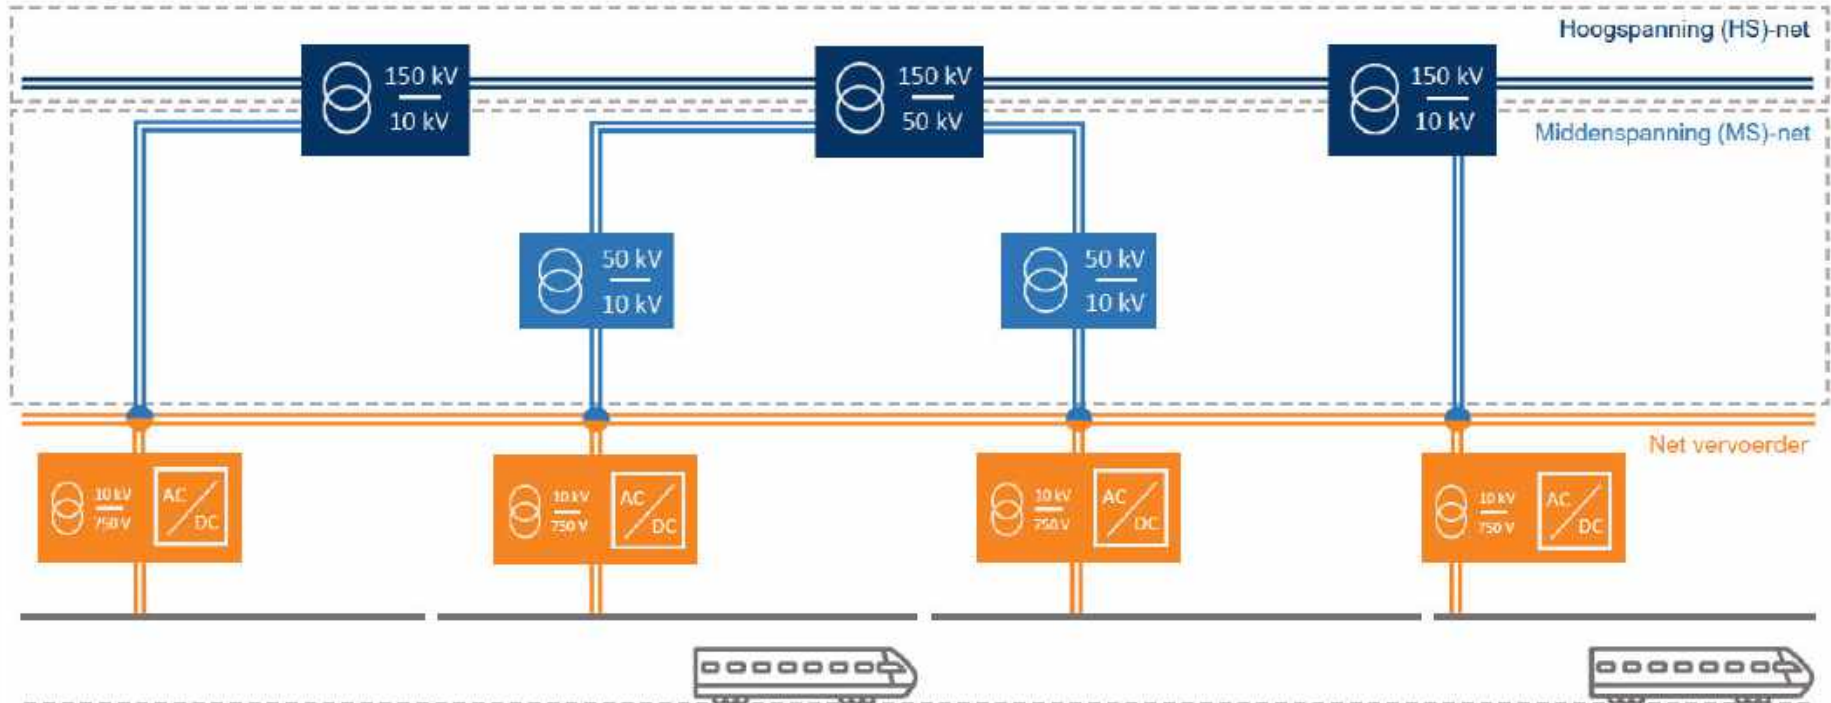 Hoogspanning (HS)-net
150 kV
10 kV
150 kV
50 kV
150 kV
10 kV
Middenspanning (MS)-net
50 kV
10 kV
50 kV
10 kV
Net vervoerder
10 kV
750 V
AC
DC
10 kV
750 V
AC
DC
10 kV
750 V
AC
DC
10 kV
750 V
AC
DC